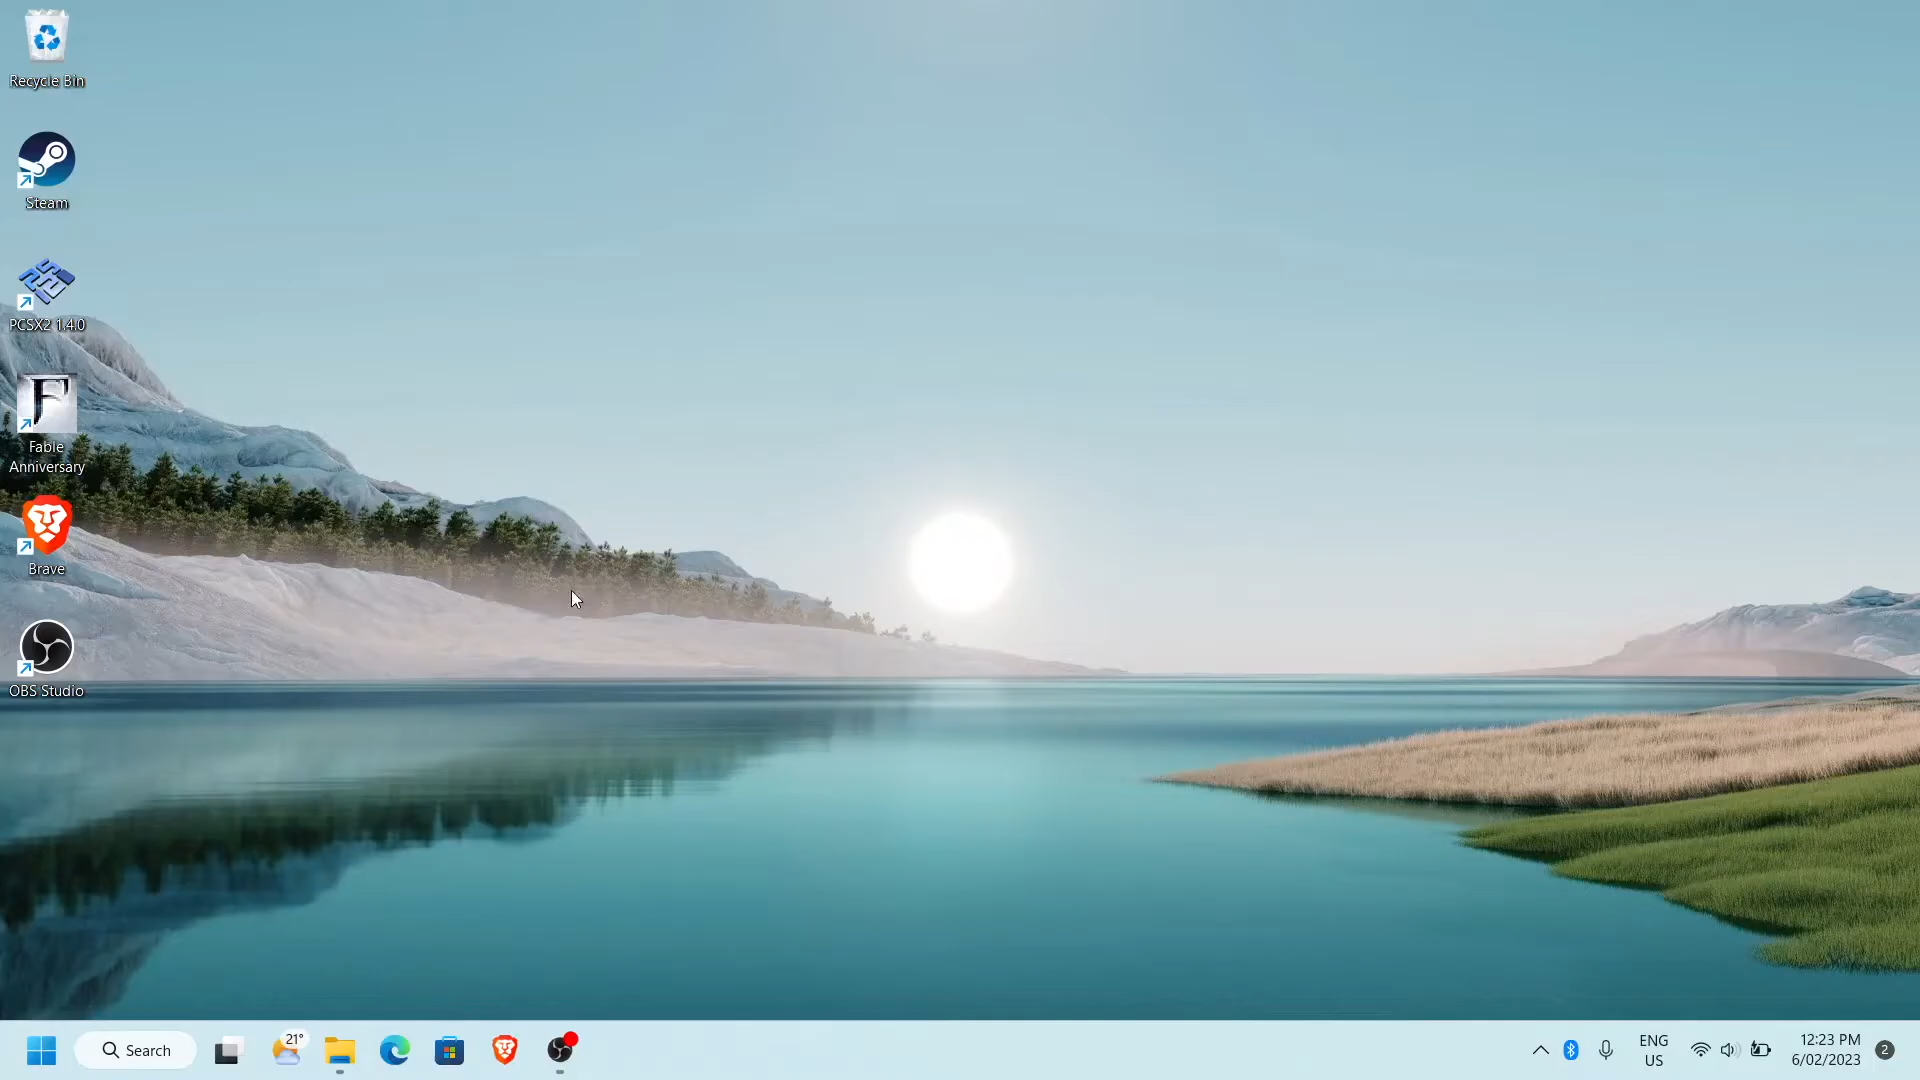 Recycle Bin
Steam
PCSX2 1.4.0
Fable
Anniversary
Brave
OBS Studio
Search
21°
ENG
US
12:23 PM
6/02/2023
2